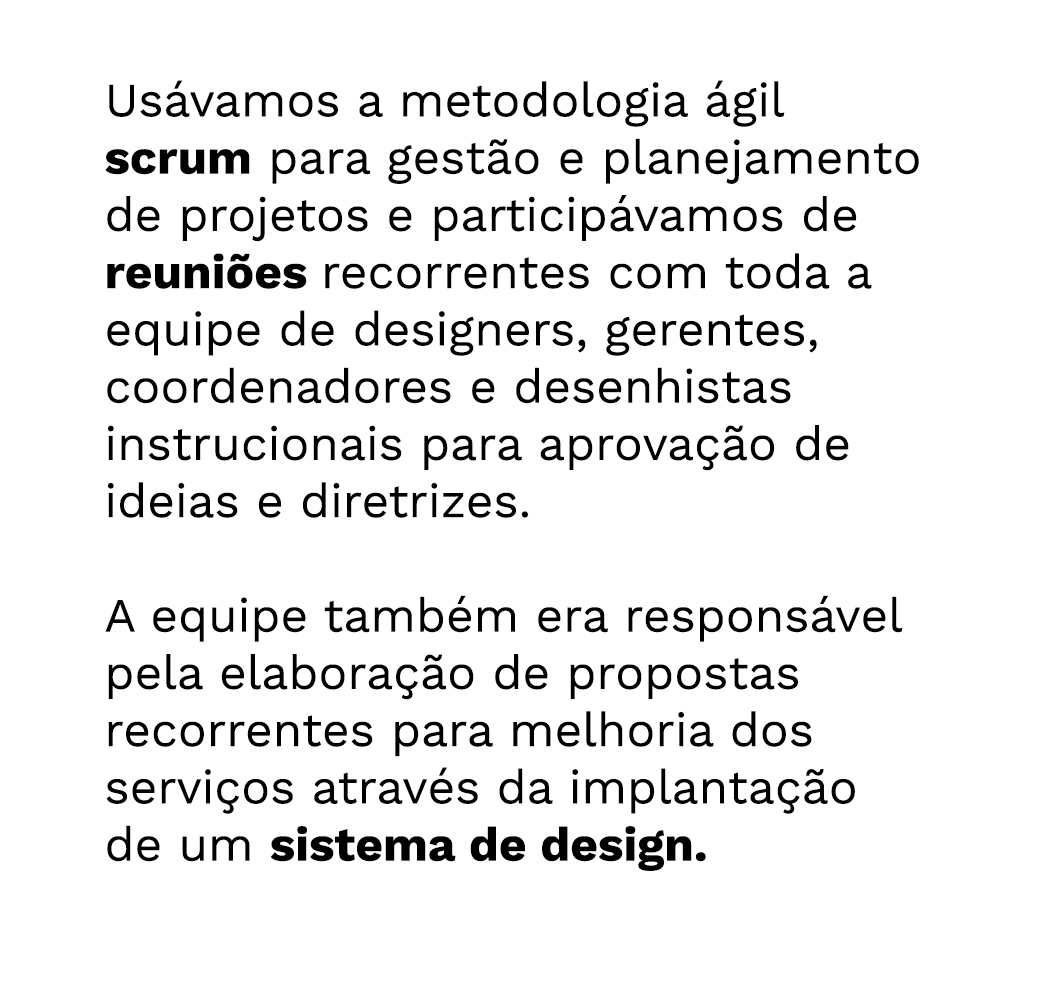 Usávamos a metodologia ágil
scrum para gestão e planejamento
de projetos e participávamos de
reuniões recorrentes com toda a
equipe de designers, gerentes,
coordenadores e desenhistas
instrucionais para aprovação de
ideias e diretrizes.
A equipe também era responsável
pela elaboração de propostas
recorrentes para melhoria dos
serviços através da implantação
de um sistema de design.